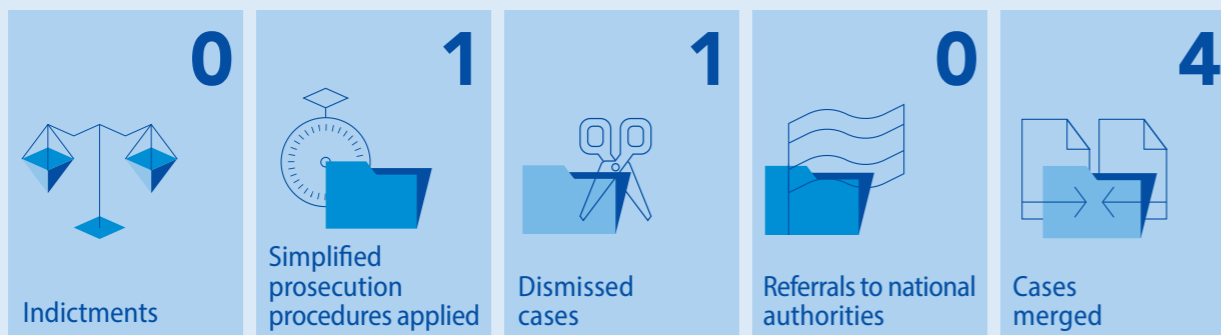 0
Indictments
1
Simplified
prosecution
procedures applied
1
Dismissed
cases
0
Referrals to national
authorities
4
Cases
merged